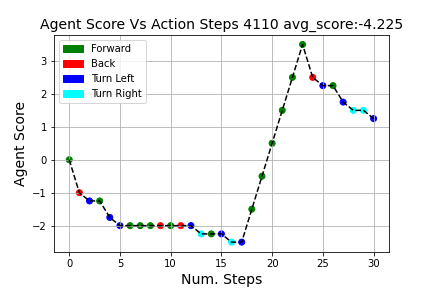 Agent Score Vs Action Steps 4110 avg_score:-4.225
Forward
Back
Turn Left
Turn Right
Agent Score
3
2
1
0
−1
−2
0 5 10 15 20 25 30
Num. Steps